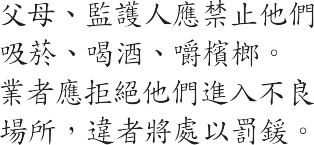 父母、監護人應禁止他們
吸菸、喝酒、嚼檳榔。
業者應拒絕他們進入不良
場所，違者將處以罰鍰。